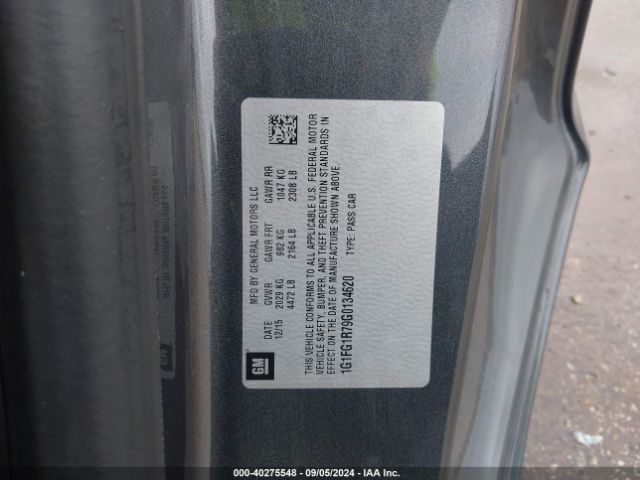 MFD BY GENERAL MOTORS LLC
DATE GVWR GAWR FRT GAWR RR
12/15 2029 KG 982 KG 1047 KG
4472 LB 2164 LB 2308 LB
THIS VEHICLE CONFORMS TO ALL APPLICABLE U.S. FEDERAL MOTOR
VEHICLE SAFETY, BUMPER, AND THEFT PREVENTION STANDARDS IN
EFFECT ON THE DATE OF MANUFACTURE SHOWN ABOVE.
1G1FG1R79G0134620 TYPE: PASS CAR
GM
000-40275548 - 09/05/2024 - IAA Inc.